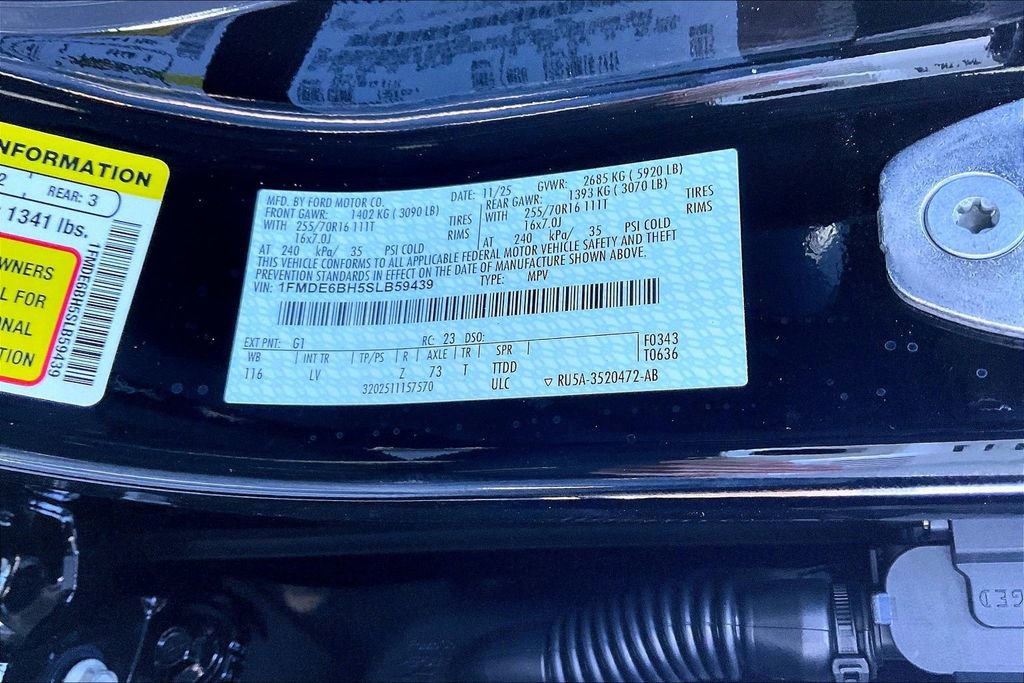 NFORMATION
2 REAR: 3
1341 lbs.
WNERS
L FOR
ONAL
TION
1FMDE6BH5SLB59439
MFD. BY FORD MOTOR CO. DATE: 11/25 GVWR: 2685 KG ( 5920 LB)
FRONT GAWR: 1402 KG ( 3090 LB) REAR GAWR: 1393 KG ( 3070 LB)
WITH 255/70R16 111T TIRES WITH 255/70R16 111T TIRES
16x7.0J RIMS 16x7.0J RIMS
AT 240 kPa/ 35 PSI COLD AT 240 kPa/ 35 PSI COLD
THIS VEHICLE CONFORMS TO ALL APPLICABLE FEDERAL MOTOR VEHICLE SAFETY AND THEFT
PREVENTION STANDARDS IN EFFECT ON THE DATE OF MANUFACTURE SHOWN ABOVE.
VIN: 1FMDE6BH5SLB59439 TYPE: MPV
EXT PNT: G1 RC: 23 DSO: F0343
WB INT TR TP/PS R AXLE TR SPR T0636
116 LV Z 73 T TTDD
3202511157570 ULC ▽ RU5A-3520472-AB